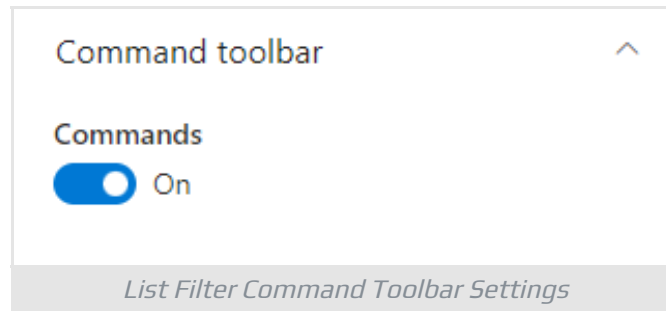 Command toolbar
Commands
On
List Filter Command Toolbar Settings